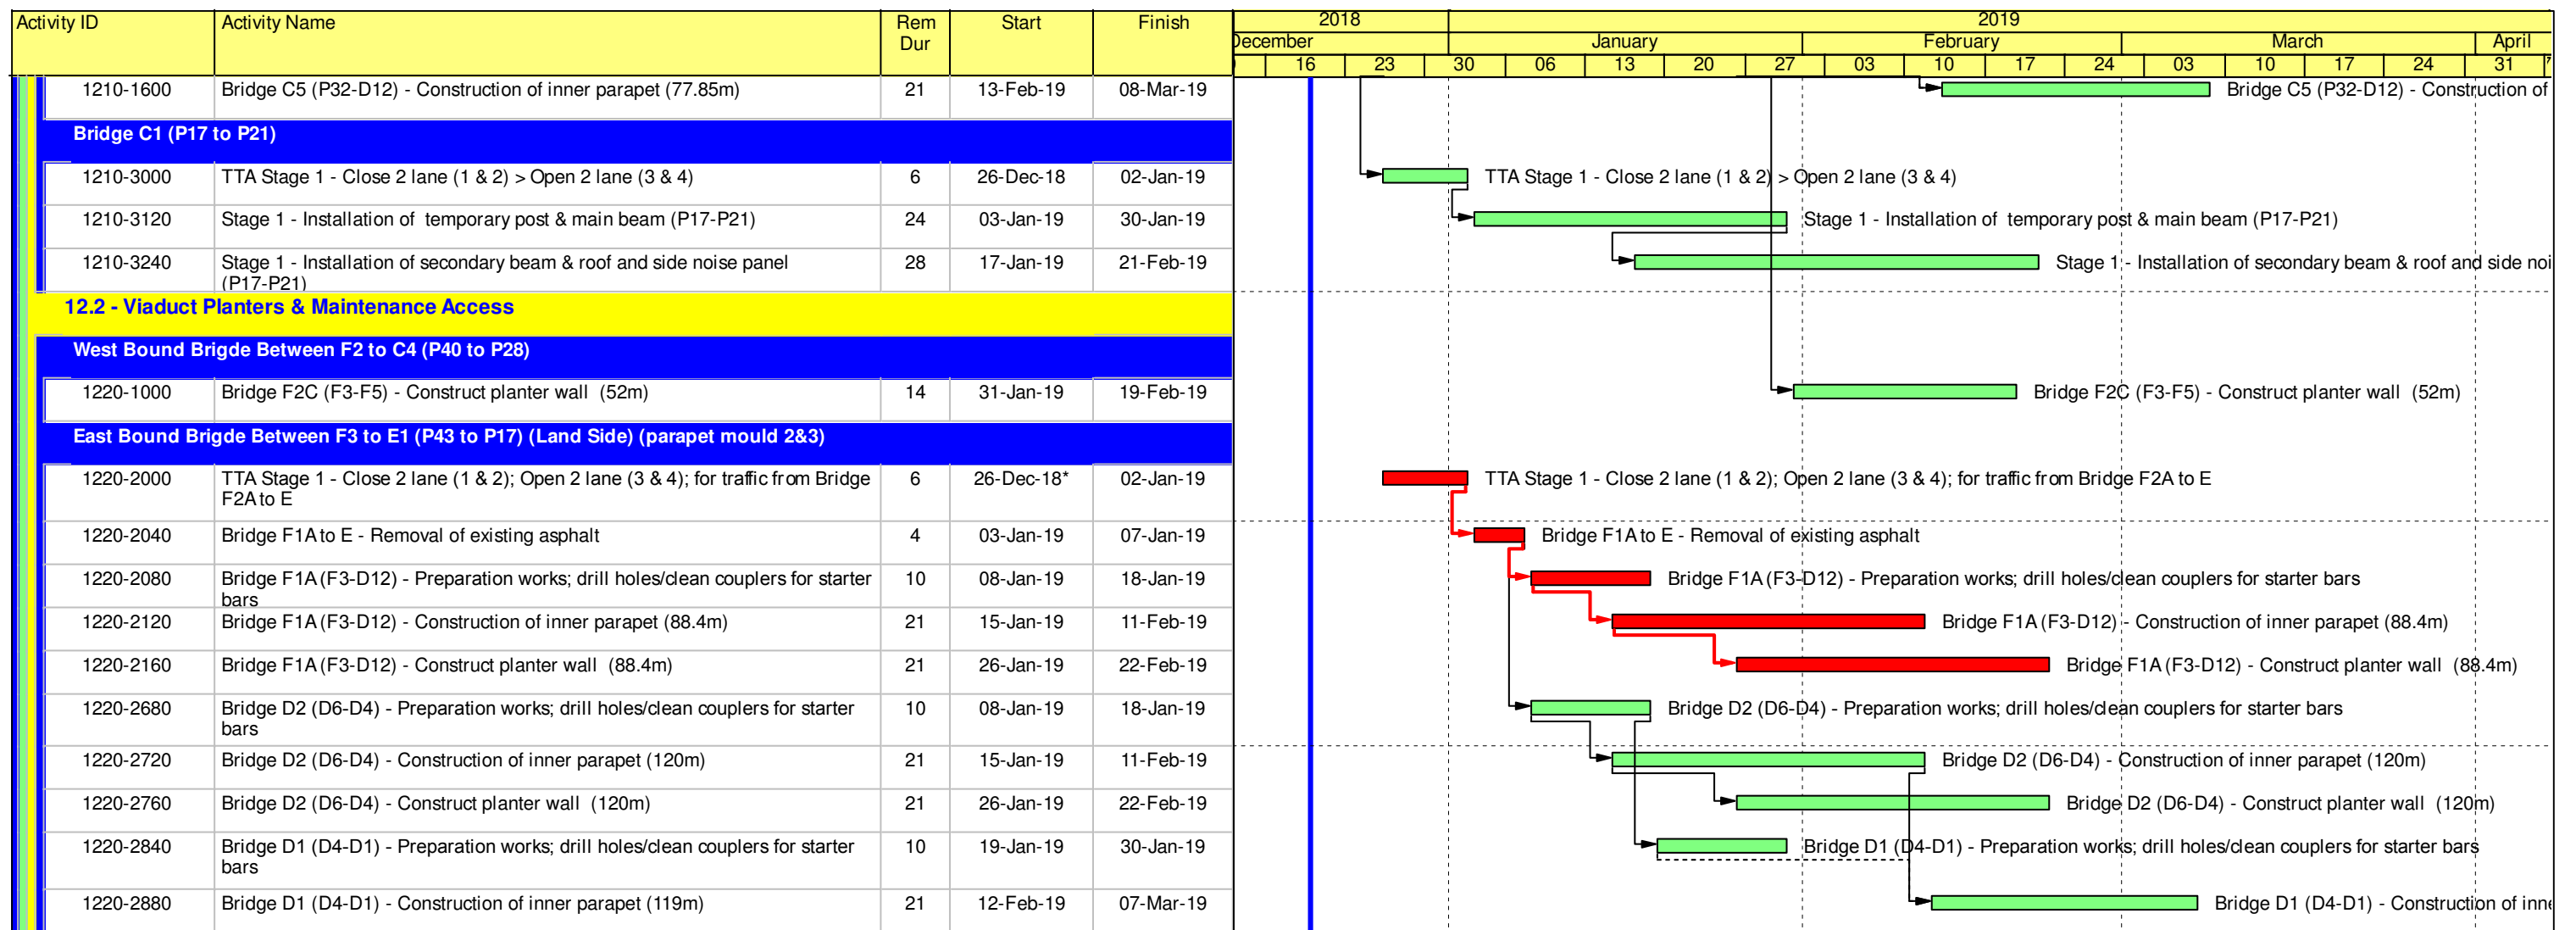 Activity ID Activity Name Rem Dur Start Finish 2018 2019
December January February March April
16 23 30 06 13 20 27 03 10 17 24 03 10 17 24 31
1210-1600 Bridge C5 (P32-D12) - Construction of inner parapet (77.85m) 21 13-Feb-19 08-Mar-19 Bridge C5 (P32-D12) - Construction of
Bridge C1 (P17 to P21)
1210-3000 TTA Stage 1 - Close 2 lane (1 & 2) > Open 2 lane (3 & 4) 6 26-Dec-18 02-Jan-19 TTA Stage 1 - Close 2 lane (1 & 2) > Open 2 lane (3 & 4)
1210-3120 Stage 1 - Installation of  temporary post & main beam (P17-P21) 24 03-Jan-19 30-Jan-19 Stage 1 - Installation of  temporary post & main beam (P17-P21)
1210-3240 Stage 1 - Installation of secondary beam & roof and side noise panel 28 17-Jan-19 21-Feb-19 Stage 1 - Installation of secondary beam & roof and side noi
(P17-P21)
12.2 - Viaduct Planters & Maintenance Access
West Bound Brigde Between F2 to C4 (P40 to P28)
1220-1000 Bridge F2C (F3-F5) - Construct planter wall  (52m) 14 31-Jan-19 19-Feb-19 Bridge F2C (F3-F5) - Construct planter wall  (52m)
East Bound Brigde Between F3 to E1 (P43 to P17) (Land Side) (parapet mould 2&3)
1220-2000 TTA Stage 1 - Close 2 lane (1 & 2); Open 2 lane (3 & 4); for traffic from Bridge 6 26-Dec-18* 02-Jan-19 TTA Stage 1 - Close 2 lane (1 & 2); Open 2 lane (3 & 4); for traffic from Bridge F2A to E
F2A to E
1220-2040 Bridge F1A to E - Removal of existing asphalt 4 03-Jan-19 07-Jan-19 Bridge F1A to E - Removal of existing asphalt
1220-2080 Bridge F1A (F3-D12) - Preparation works; drill holes/clean couplers for starter 10 08-Jan-19 18-Jan-19 Bridge F1A (F3-D12) - Preparation works; drill holes/clean couplers for starter bars
bars
1220-2120 Bridge F1A (F3-D12) - Construction of inner parapet (88.4m) 21 15-Jan-19 11-Feb-19 Bridge F1A (F3-D12) - Construction of inner parapet (88.4m)
1220-2160 Bridge F1A (F3-D12) - Construct planter wall  (88.4m) 21 26-Jan-19 22-Feb-19 Bridge F1A (F3-D12) - Construct planter wall  (88.4m)
1220-2680 Bridge D2 (D6-D4) - Preparation works; drill holes/clean couplers for starter 10 08-Jan-19 18-Jan-19 Bridge D2 (D6-D4) - Preparation works; drill holes/clean couplers for starter bars
bars
1220-2720 Bridge D2 (D6-D4) - Construction of inner parapet (120m) 21 15-Jan-19 11-Feb-19 Bridge D2 (D6-D4) - Construction of inner parapet (120m)
1220-2760 Bridge D2 (D6-D4) - Construct planter wall  (120m) 21 26-Jan-19 22-Feb-19 Bridge D2 (D6-D4) - Construct planter wall  (120m)
1220-2840 Bridge D1 (D4-D1) - Preparation works; drill holes/clean couplers for starter 10 19-Jan-19 30-Jan-19 Bridge D1 (D4-D1) - Preparation works; drill holes/clean couplers for starter bars
bars
1220-2880 Bridge D1 (D4-D1) - Construction of inner parapet (119m) 21 12-Feb-19 07-Mar-19 Bridge D1 (D4-D1) - Construction of inne